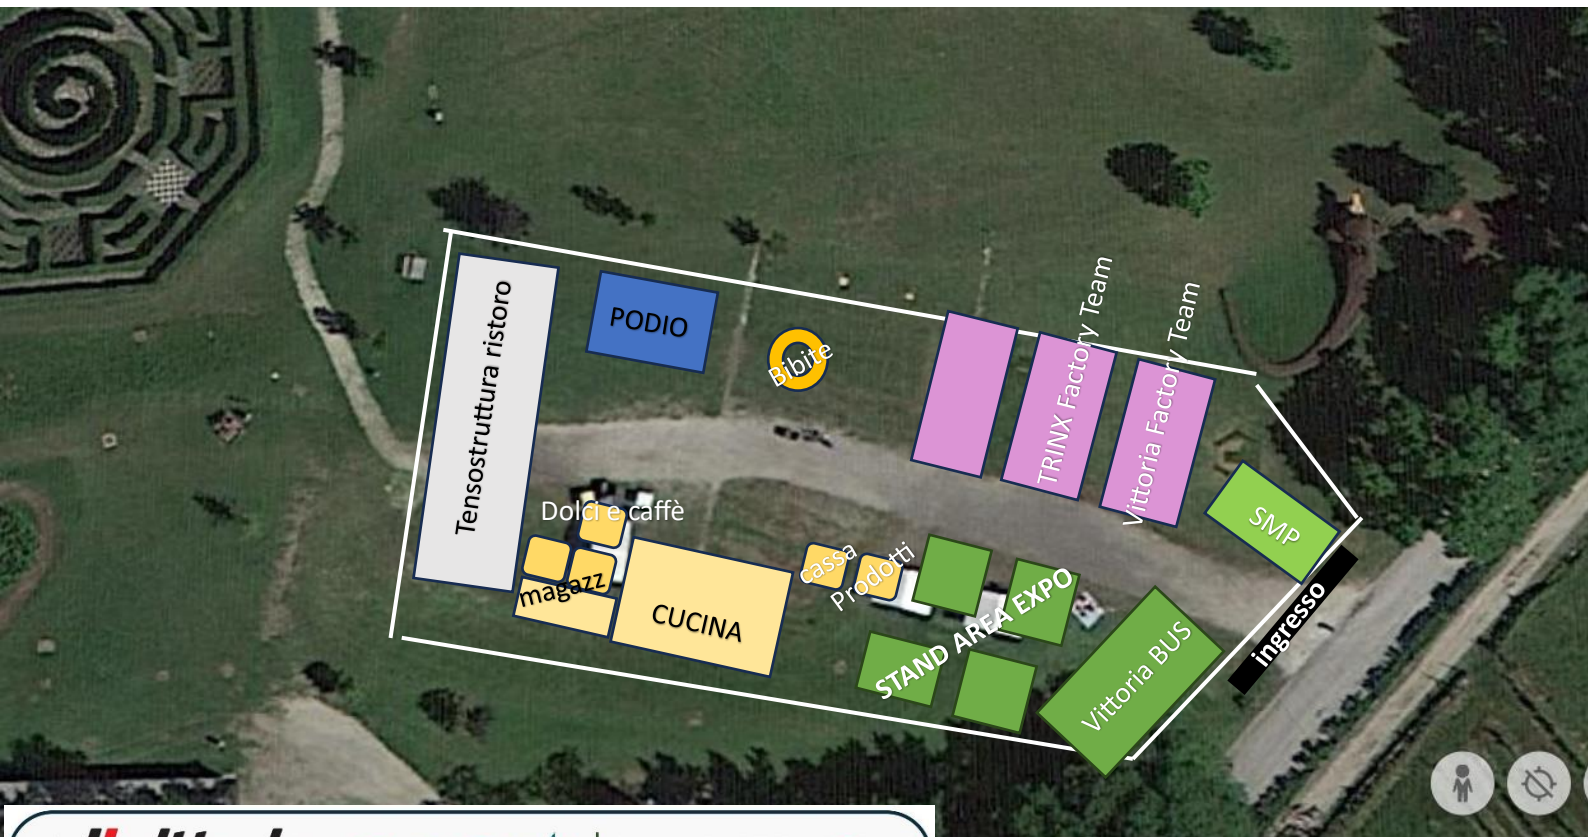 Tensostruttura ristoro
PODIO
Bibite
TRINX Factory Team
Vittoria Factory Team
SMP
ingresso
Dolci e caffè
magazz
CUCINA
cassa
Prodotti
STAND AREA EXPO
Vittoria BUS